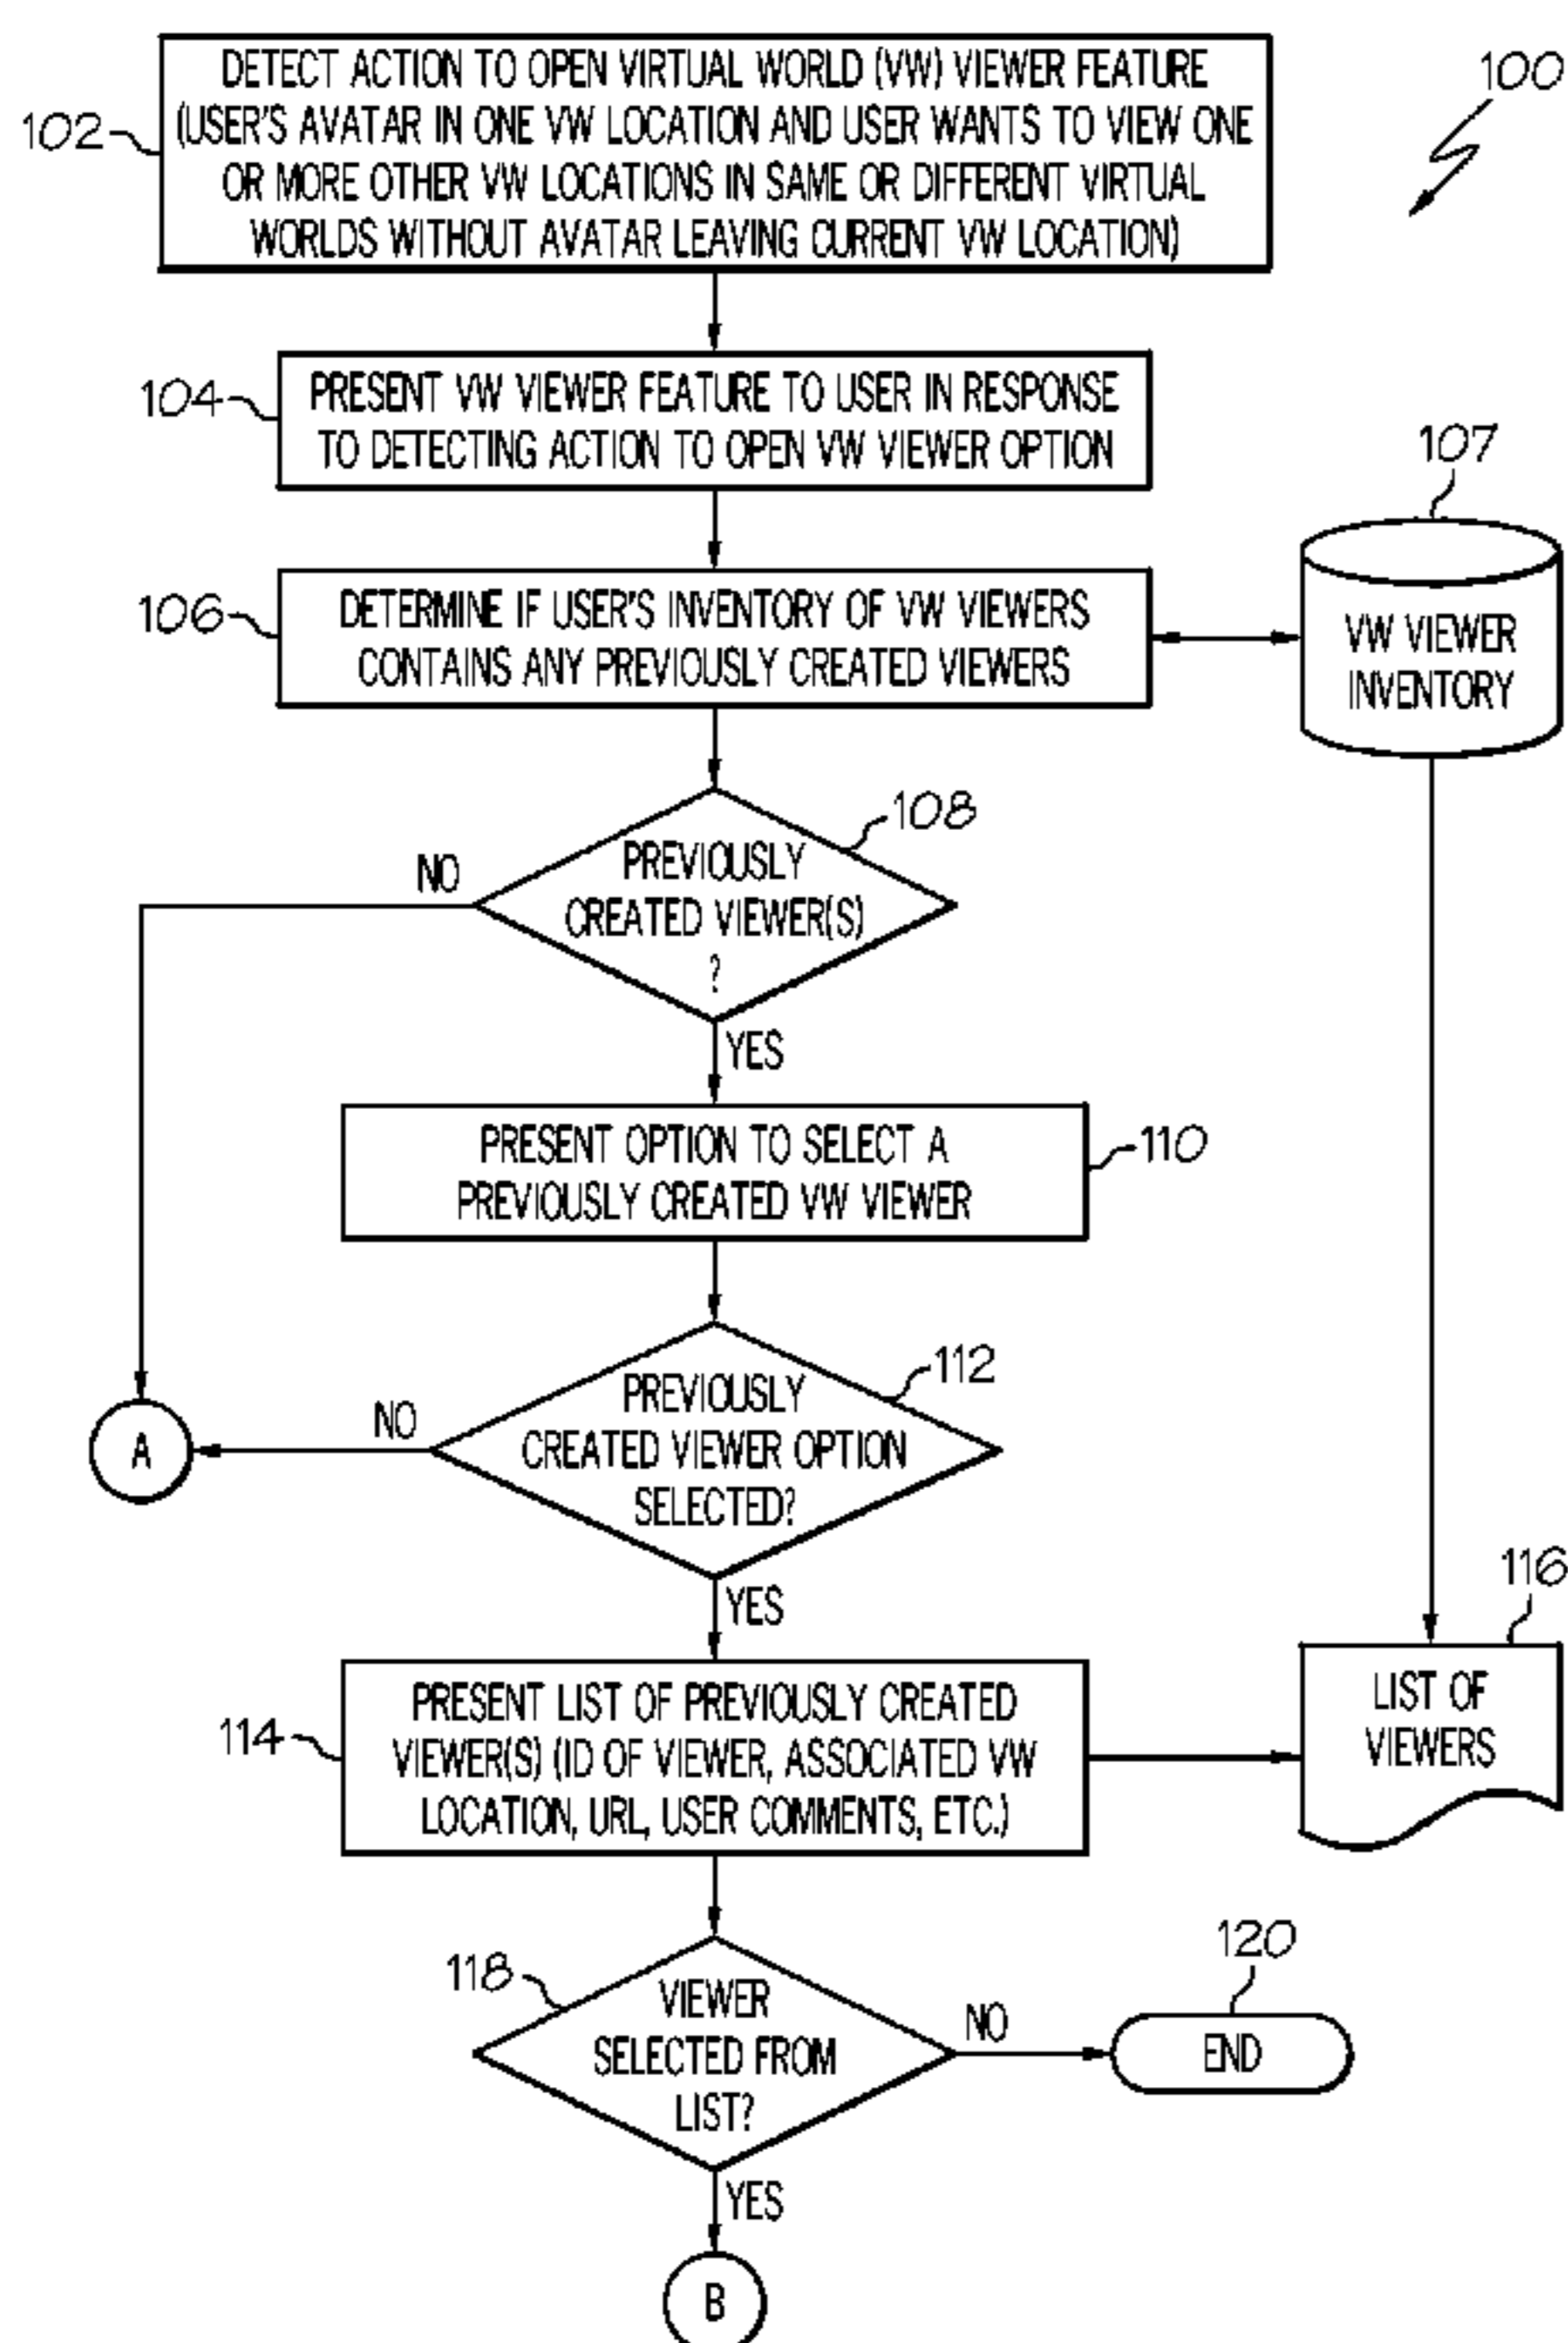 100
102
DETECT ACTION TO OPEN VIRTUAL WORLD (VW) VIEWER FEATURE
(USER'S AVATAR IN ONE VW LOCATION AND USER WANTS TO VIEW ONE
OR MORE OTHER VW LOCATIONS IN SAME OR DIFFERENT VIRTUAL
WORLDS WITHOUT AVATAR LEAVING CURRENT VW LOCATION)
104
PRESENT VW VIEWER FEATURE TO USER IN RESPONSE
TO DETECTING ACTION TO OPEN VW VIEWER OPTION
106
DETERMINE IF USER'S INVENTORY OF VW VIEWERS
CONTAINS ANY PREVIOUSLY CREATED VIEWERS
107
VW VIEWER
INVENTORY
108
PREVIOUSLY
CREATED VIEWER(S)
?
NO
YES
110
PRESENT OPTION TO SELECT A
PREVIOUSLY CREATED VW VIEWER
112
PREVIOUSLY
CREATED VIEWER OPTION
SELECTED?
NO
A
YES
114
PRESENT LIST OF PREVIOUSLY CREATED
VIEWER(S) (ID OF VIEWER, ASSOCIATED VW
LOCATION, URL, USER COMMENTS, ETC.)
116
LIST OF
VIEWERS
118
VIEWER
SELECTED FROM
LIST?
NO
120
END
YES
B